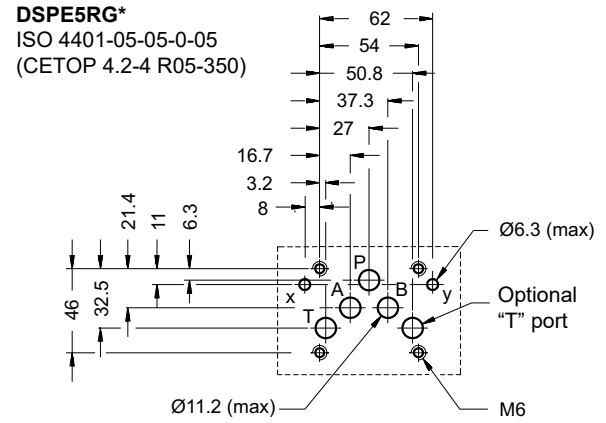 DSPE5RG*
ISO 4401-05-05-0-05
(CETOP 4.2-4 R05-350)
62
54
50.8
37.3
27
16.7
3.2
8
21.4
11
6.3
46
32.5
Ø6.3 (max)
P
x
A
B
y
T
Optional
"T" port
Ø11.2 (max)
M6